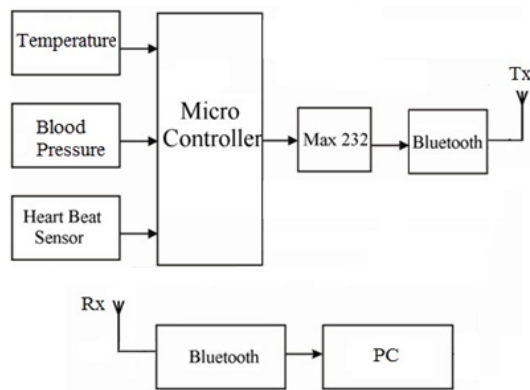 Temperature
Blood
Pressure
Heart Beat
Sensor
Micro
Controller
Max 232
Bluetooth
Tx
Rx
Bluetooth
PC